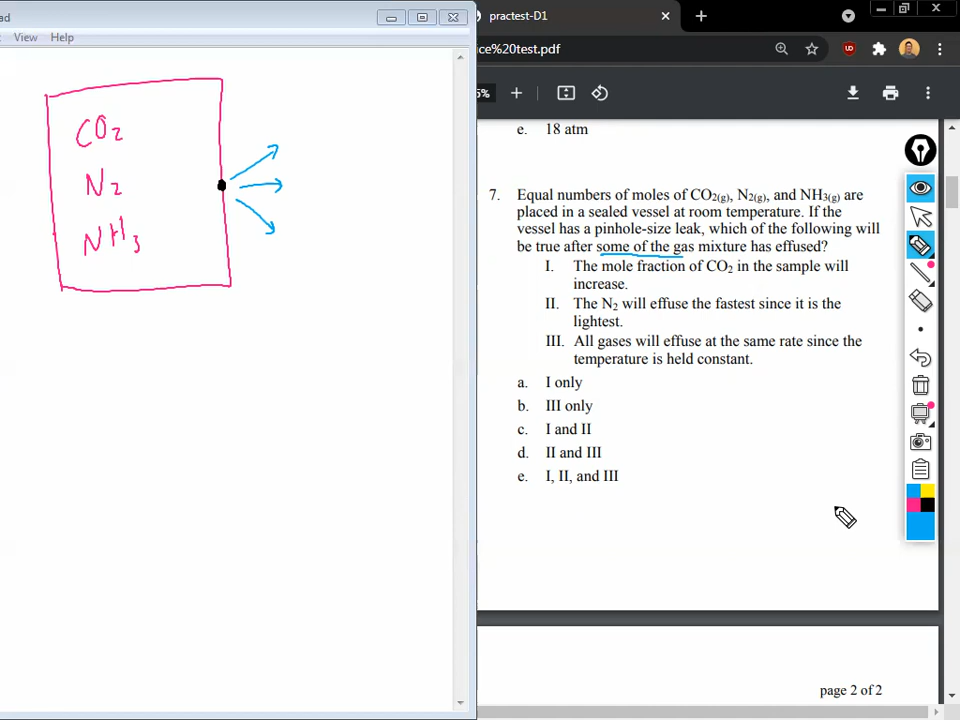 ad
practest-D1
View Help
ice%20test.pdf
5%
CO2
N2
NH3
e. 18 atm
7. Equal numbers of moles of CO2(g), N2(g), and NH3(g) are
placed in a sealed vessel at room temperature. If the
vessel has a pinhole-size leak, which of the following will
be true after some of the gas mixture has effused?
I. The mole fraction of CO2 in the sample will
increase.
II. The N2 will effuse the fastest since it is the
lightest.
III. All gases will effuse at the same rate since the
temperature is held constant.
a. I only
b. III only
c. I and II
d. II and III
e. I, II, and III
page 2 of 2